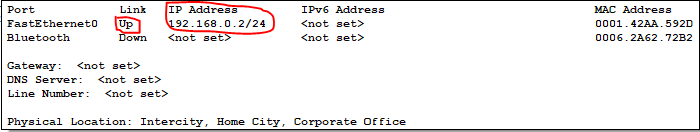 Port Link IP Address IPv6 Address MAC Address
FastEthernet0 Up 192.168.0.2/24 <not set> 0001.42AA.592D
Bluetooth Down <not set> <not set> 0006.2A62.72B2
Gateway: <not set>
DNS Server: <not set>
Line Number: <not set>
Physical Location: Intercity, Home City, Corporate Office